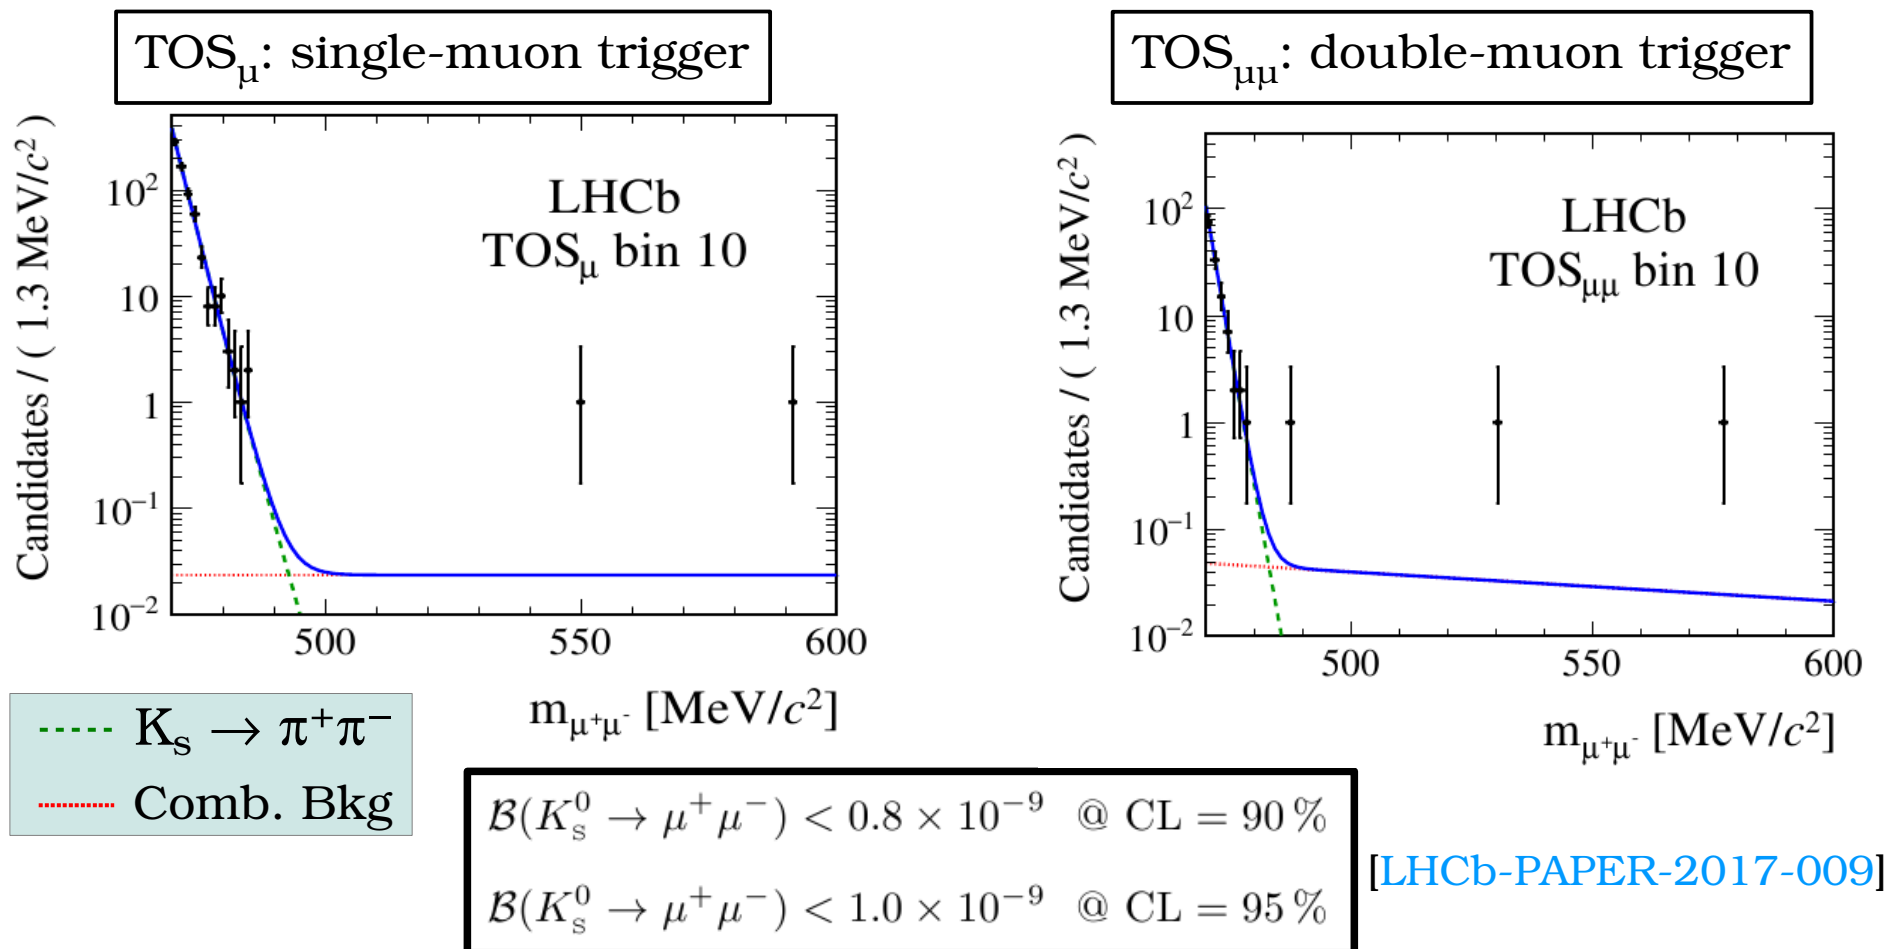 TOSμ: single-muon trigger
TOSμμ: double-muon trigger
Candidates / ( 1.3 MeV/c² )
10²
10
1
10⁻¹
10⁻²
LHCb
TOSμ bin 10
500
550
600
mμ⁺μ⁻ [MeV/c²]
Candidates / ( 1.3 MeV/c² )
10²
10
1
10⁻¹
10⁻²
LHCb
TOSμμ bin 10
500
550
600
mμ⁺μ⁻ [MeV/c²]
Ks → π⁺π⁻
Comb. Bkg
B(K⁰s → μ⁺μ⁻) < 0.8 × 10⁻⁹ @ CL = 90 %
B(K⁰s → μ⁺μ⁻) < 1.0 × 10⁻⁹ @ CL = 95 %
[LHCb-PAPER-2017-009]